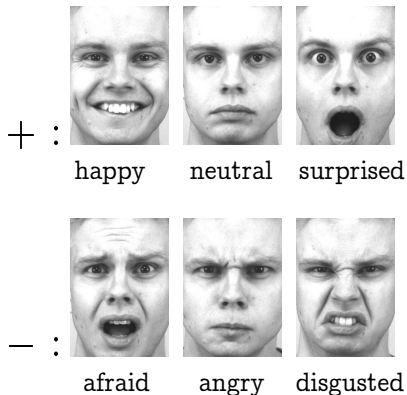 + :
happy neutral surprised
− :
afraid angry disgusted